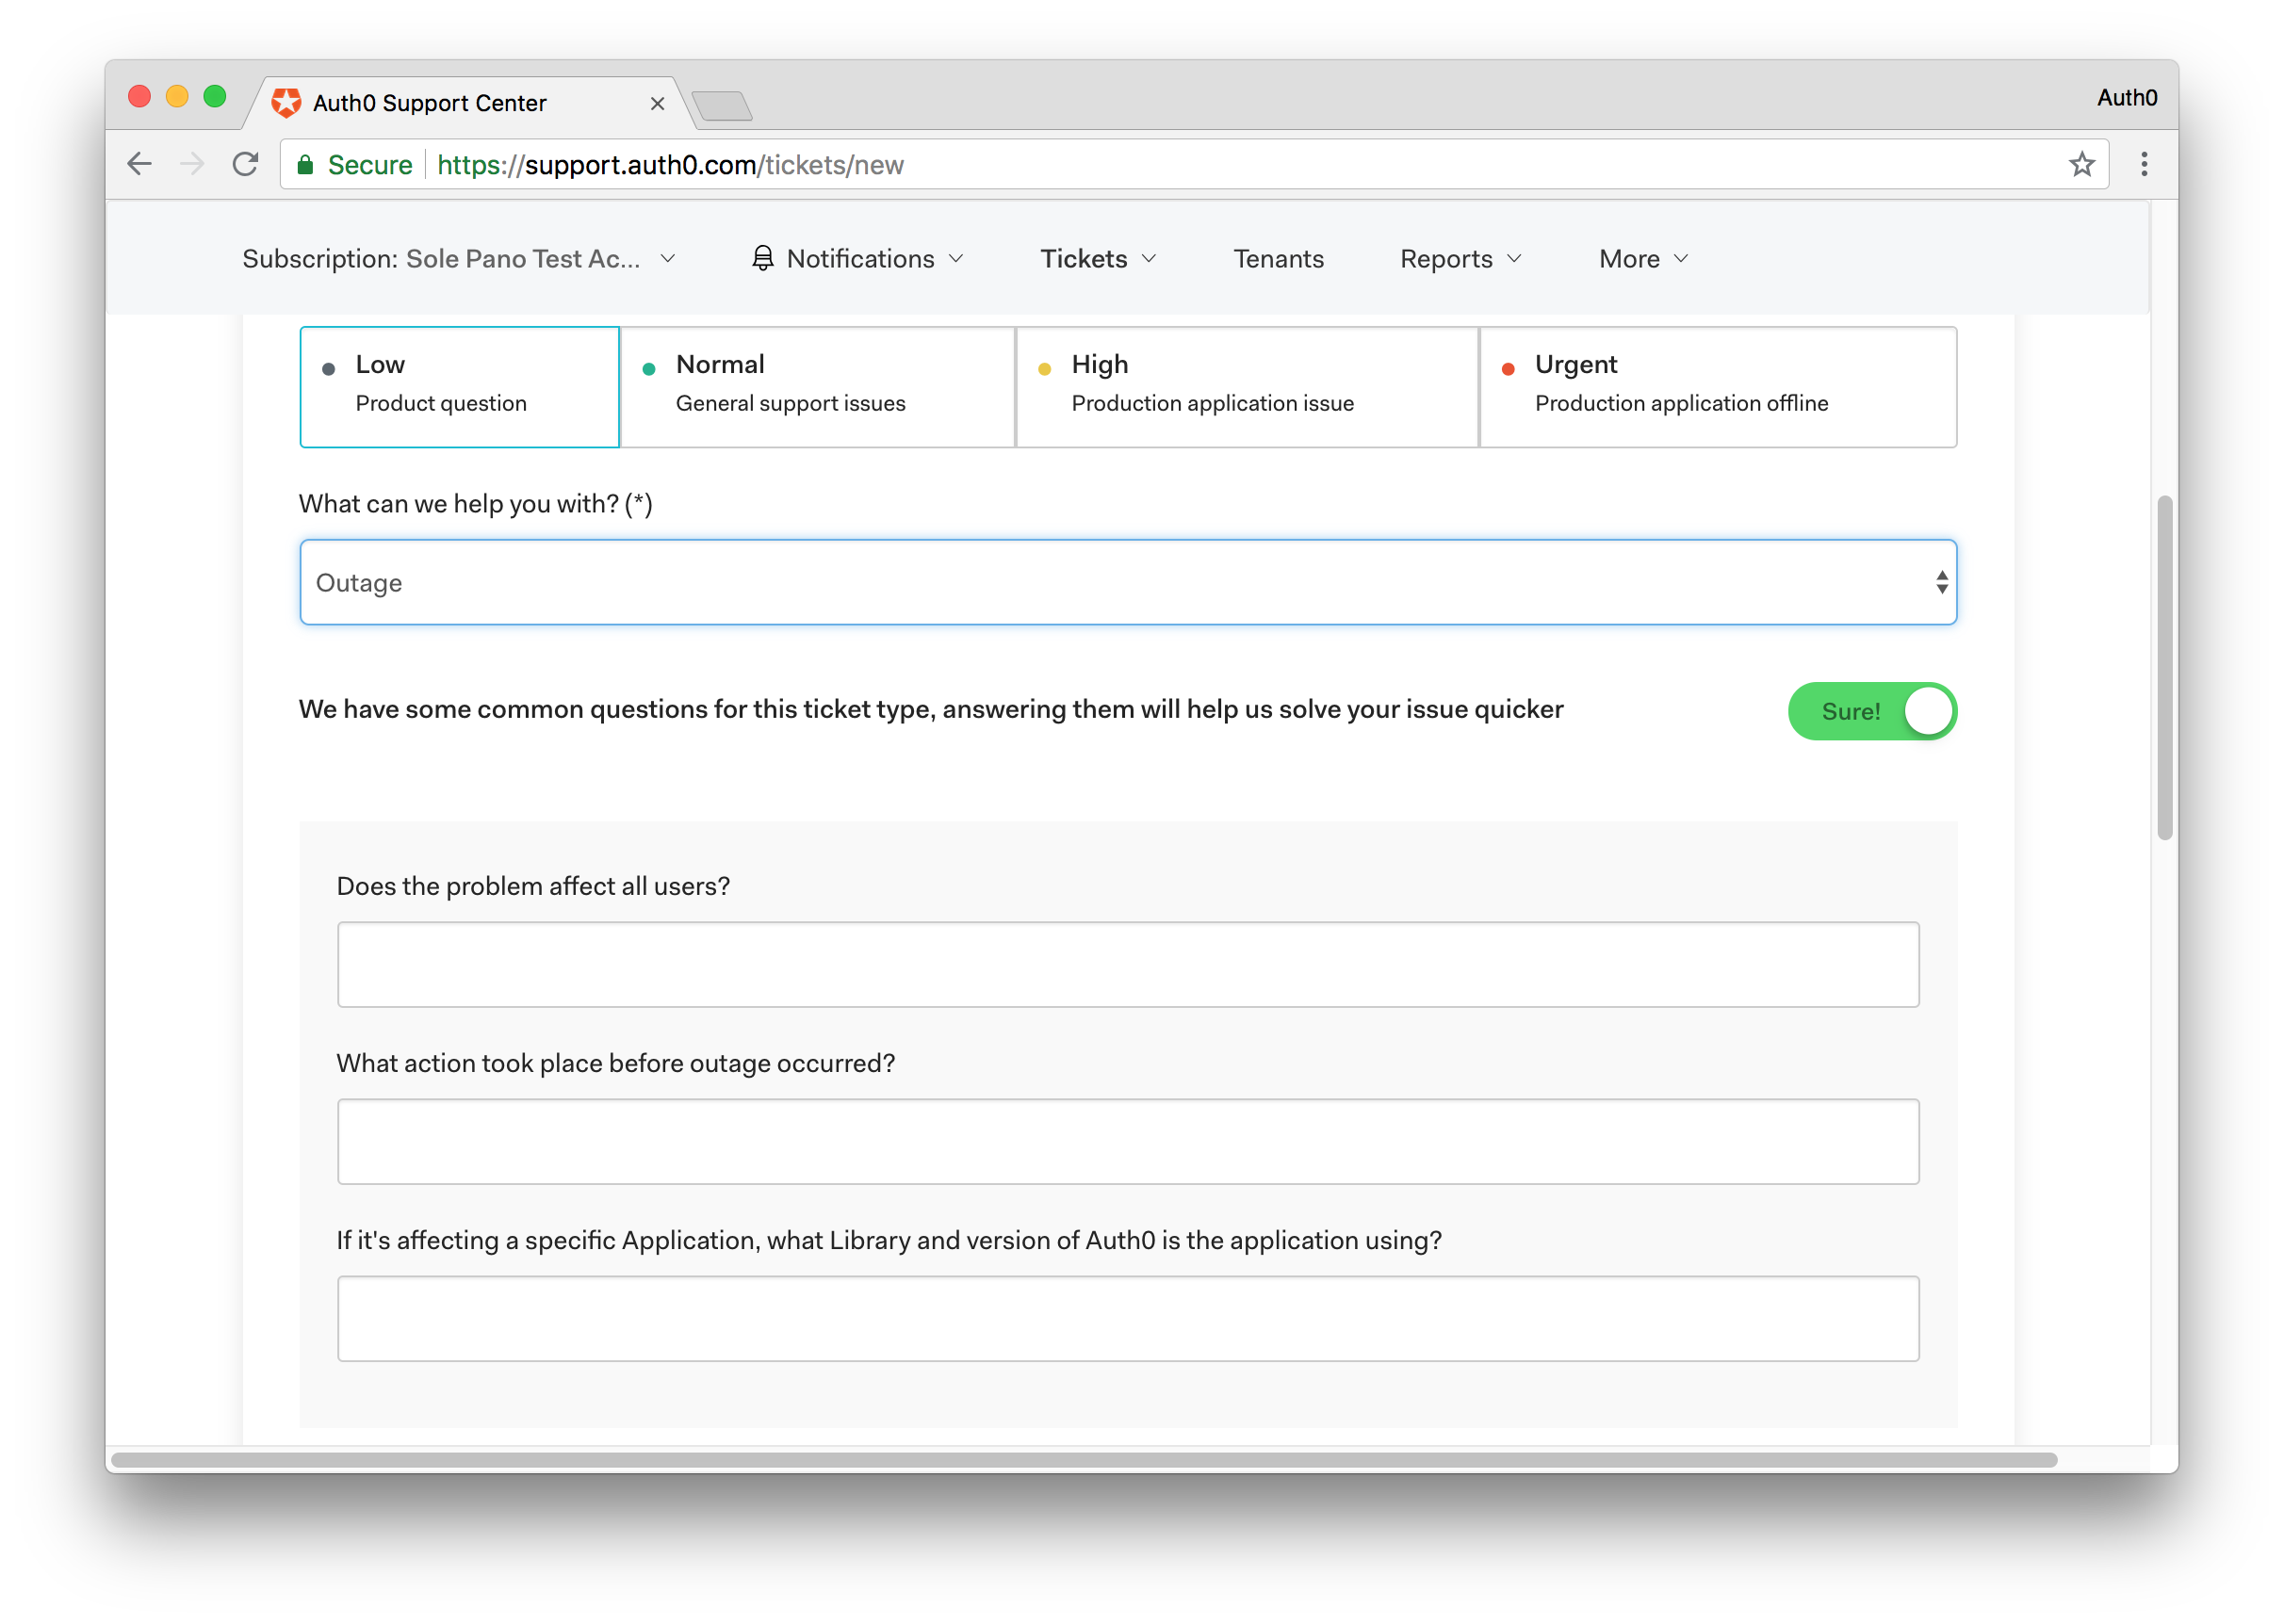 Auth0 Support Center
Auth0
Secure https://support.auth0.com/tickets/new
Subscription: Sole Pano Test Ac... Notifications Tickets Tenants Reports More
Low Normal High Urgent
Product question General support issues Production application issue Production application offline
What can we help you with? (*)
Outage
We have some common questions for this ticket type, answering them will help us solve your issue quicker Sure!
Does the problem affect all users?
What action took place before outage occurred?
If it's affecting a specific Application, what Library and version of Auth0 is the application using?